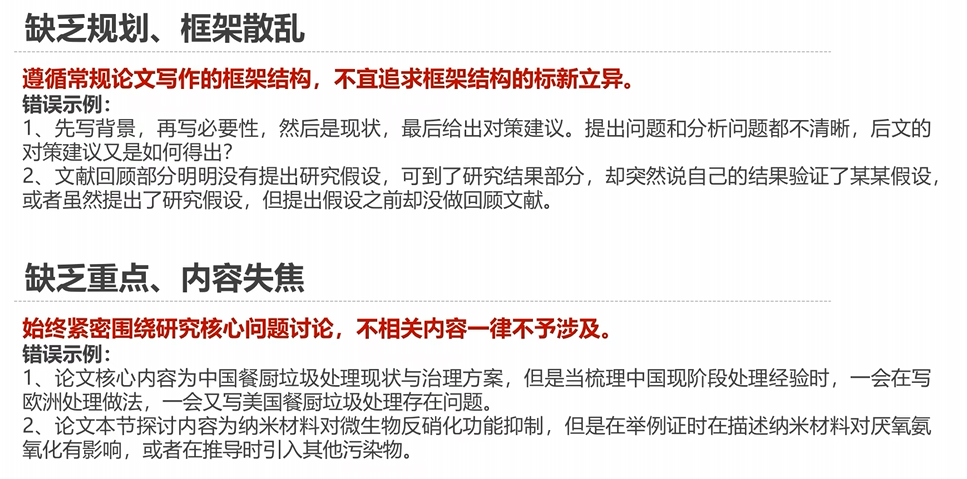 缺乏规划、框架散乱
遵循常规论文写作的框架结构，不宜追求框架结构的标新立异。
错误示例：
1、先写背景，再写必要性，然后是现状，最后给出对策建议。提出问题和分析问题都不清晰，后文的
对策建议又是如何得出？
2、文献回顾部分明明没有提出研究假设，可到了研究结果部分，却突然说自己的结果验证了某某假设，
或者虽然提出了研究假设，但提出假设之前却没做回顾文献。
缺乏重点、内容失焦
始终紧密围绕研究核心问题讨论，不相关内容一律不予涉及。
错误示例：
1、论文核心内容为中国餐厨垃圾处理现状与治理方案，但是当梳理中国现阶段处理经验时，一会在写
欧洲处理做法，一会又写美国餐厨垃圾处理存在问题。
2、论文本节探讨内容为纳米材料对微生物反硝化功能抑制，但是在举例证时在描述纳米材料对厌氧氨
氧化有影响，或者在推导时引入其他污染物。